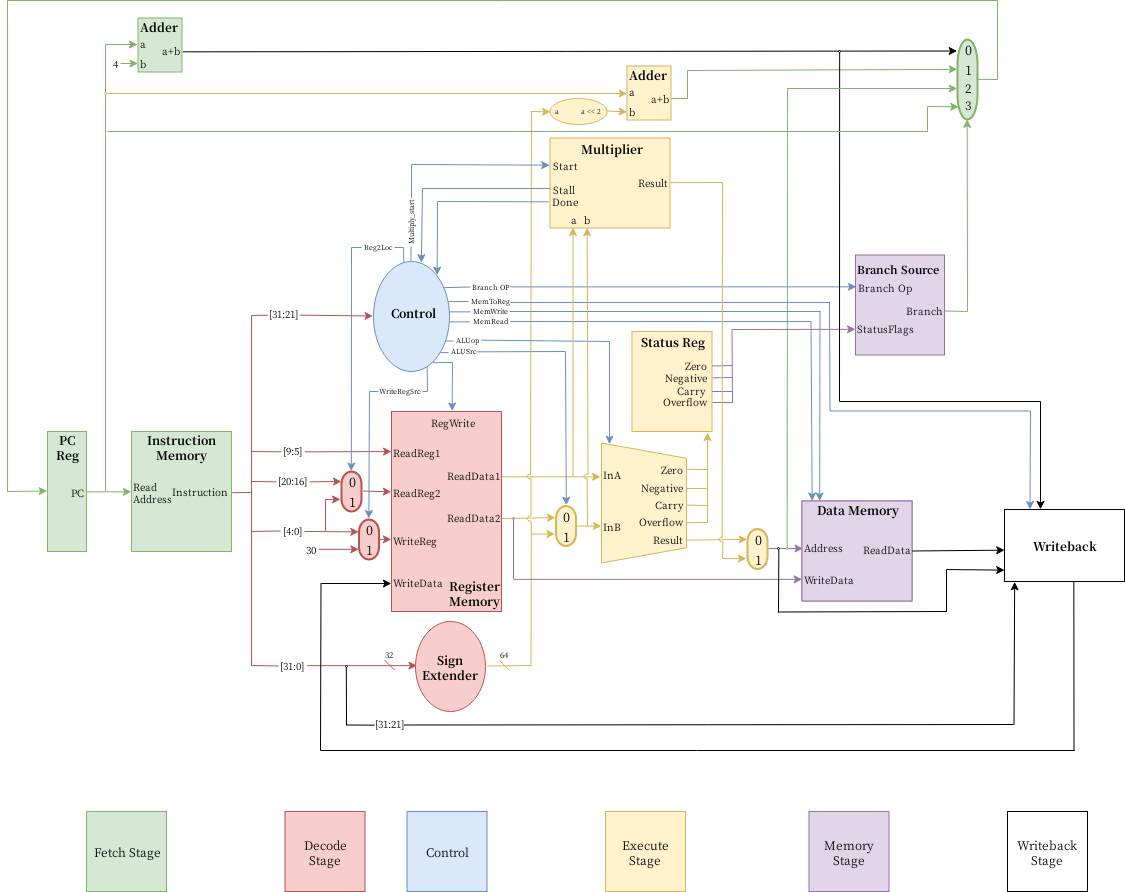 Adder
a
a+b
4
b
0
1
2
3
Adder
a
a+b
b
a
a << 2
Multiplier
Start
Result
Stall
Done
a b
Multiply_start
Reg2Loc
Control
Branch OP
MemToReg
MemWrite
MemRead
ALUop
ALUSrc
WriteRegSrc
Branch Source
Branch Op
Branch
StatusFlags
Status Reg
Zero
Negative
Carry
Overflow
[31:21]
[9:5]
[20:16]
[4:0]
30
[31:0]
PC
Reg
PC
Instruction
Memory
Read
Address
Instruction
0
1
0
1
RegWrite
ReadReg1
ReadData1
ReadReg2
ReadData2
WriteReg
WriteData
Register
Memory
0
1
InA
InB
Zero
Negative
Carry
Overflow
Result
0
1
Data Memory
Address
ReadData
WriteData
Writeback
32
Sign
Extender
64
[31:21]
Fetch Stage
Decode
Stage
Control
Execute
Stage
Memory
Stage
Writeback
Stage